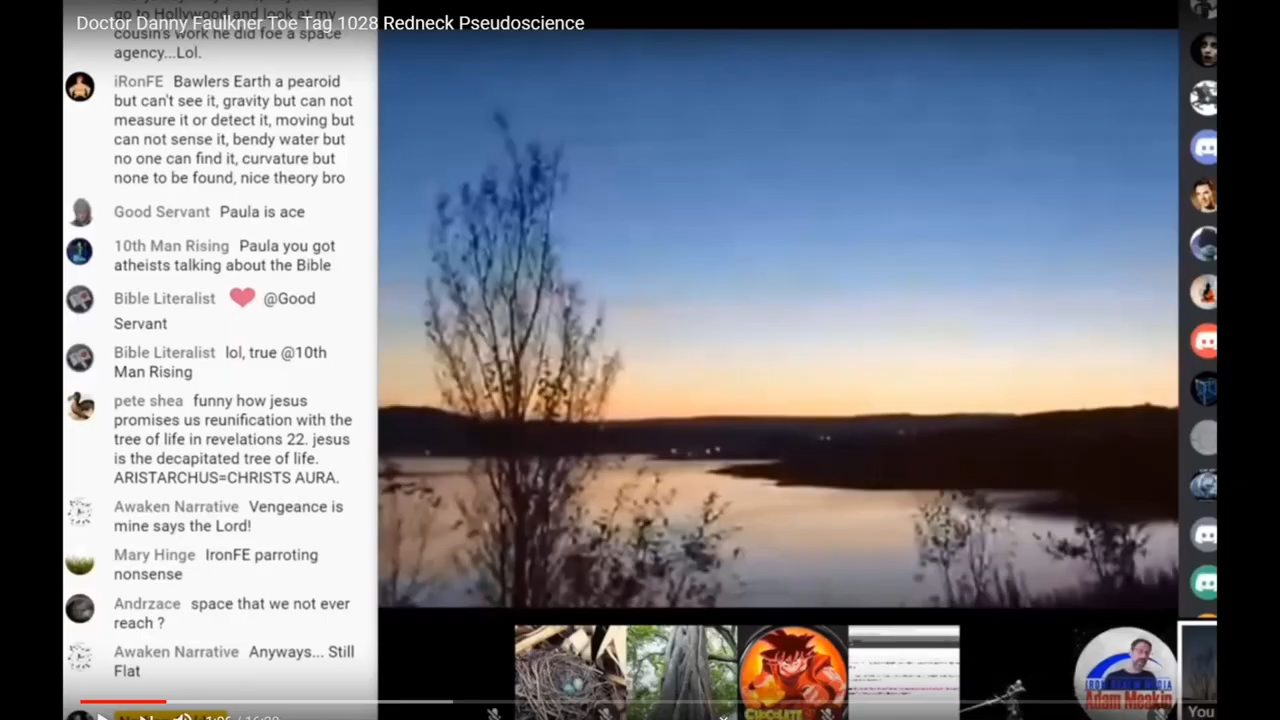 Doctor Danny Faulkner Toe Tag 1028 Redneck Pseudoscience
go to Hollywood and look at my
cousin's work he did foe a space
agency...Lol.
iRonFE Bawlers Earth a pearoid
but can't see it, gravity but can not
measure it or detect it, moving but
can not sense it, bendy water but
no one can find it, curvature but
none to be found, nice theory bro
Good Servant Paula is ace
10th Man Rising Paula you got
atheists talking about the Bible
Bible Literalist @Good
Servant
Bible Literalist lol, true @10th
Man Rising
pete shea funny how jesus
promises us reunification with the
tree of life in revelations 22. jesus
is the decapitated tree of life.
ARISTARCHUS=CHRISTS AURA.
Awaken Narrative Vengeance is
mine says the Lord!
Mary Hinge IronFE parroting
nonsense
Andrzace space that we not ever
reach ?
Awaken Narrative Anyways... Still
Flat
Adam Meakin
You